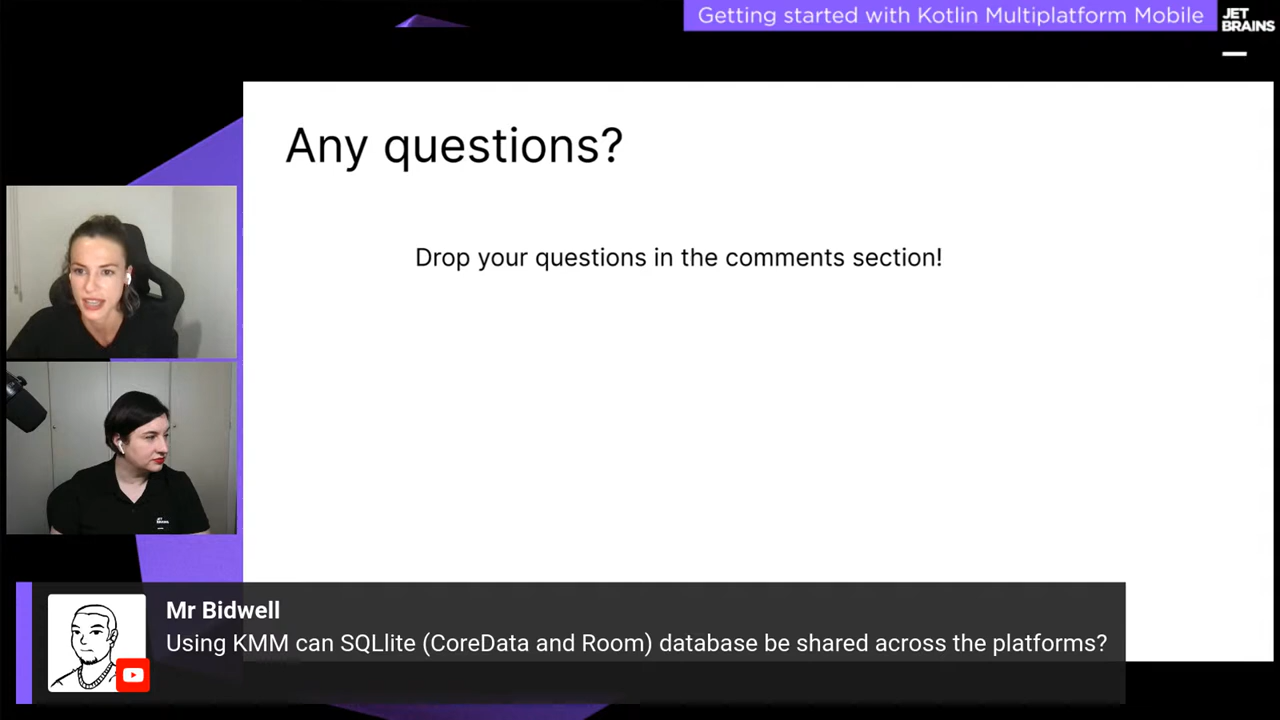 Getting started with Kotlin Multiplatform Mobile
JET
BRAINS
Any questions?
Drop your questions in the comments section!
Mr Bidwell
Using KMM can SQLlite (CoreData and Room) database be shared across the platforms?